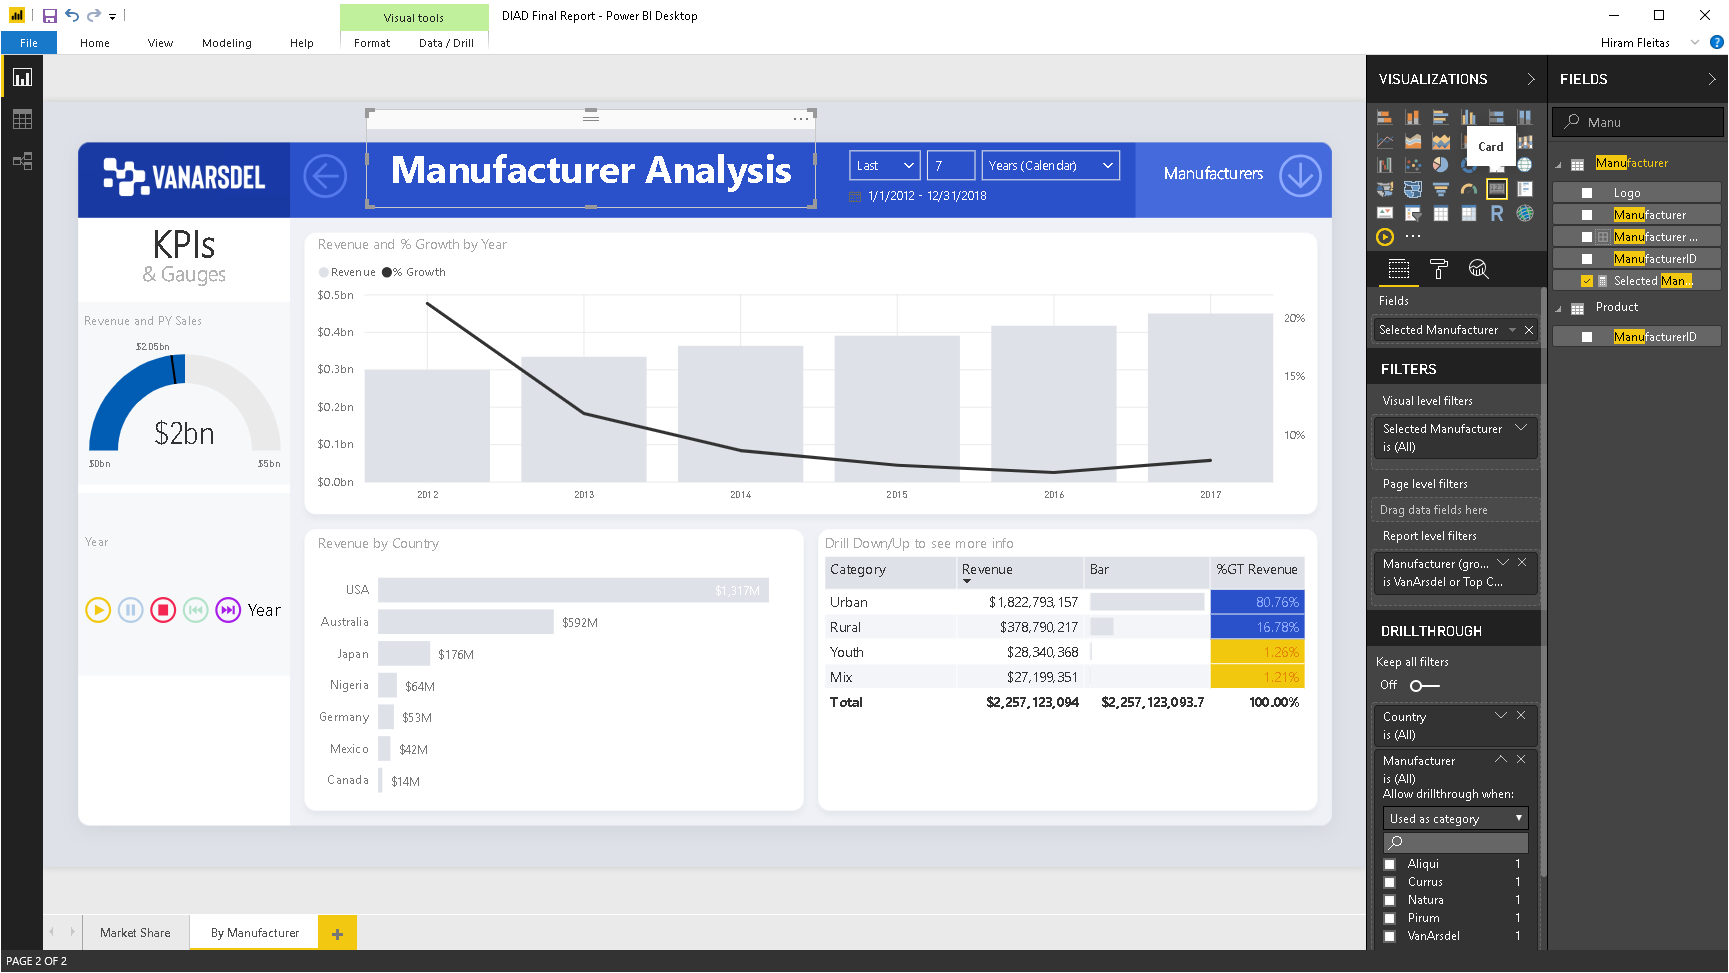 Visual tools
DIAD Final Report - Power BI Desktop
File
Home
View
Modeling
Help
Format
Data / Drill
Hiram Fleitas
?
VANARSDEL
Manufacturer Analysis
Last
7
Years (Calendar)
1/1/2012 - 12/31/2018
Manufacturers
KPIs
& Gauges
Revenue and PY Sales
$2.05bn
$2bn
$0bn
$5bn
Year
Year
Revenue and % Growth by Year
Revenue
% Growth
$0.5bn
$0.4bn
$0.3bn
$0.2bn
$0.1bn
$0.0bn
20%
15%
10%
2012
2013
2014
2015
2016
2017
Revenue by Country
USA $1,317M
Australia $592M
Japan $176M
Nigeria $64M
Germany $53M
Mexico $42M
Canada $14M
Drill Down/Up to see more info
Category Revenue Bar %GT Revenue
Urban $1,822,793,157 80.76%
Rural $378,790,217 16.78%
Youth $28,340,368 1.26%
Mix $27,199,351 1.21%
Total $2,257,123,094 $2,257,123,093.7 100.00%
Market Share
By Manufacturer
+
PAGE 2 OF 2
VISUALIZATIONS
Card
R
...
Fields
Selected Manufacturer
FILTERS
Visual level filters
Selected Manufacturer
is (All)
Page level filters
Drag data fields here
Report level filters
Manufacturer (gro...
is VanArsdel or Top C...
DRILLTHROUGH
Keep all filters
Off
Country
is (All)
Manufacturer
is (All)
Allow drillthrough when:
Used as category
Aliqui 1
Currus 1
Natura 1
Pirum 1
VanArsdel 1
FIELDS
Manu
Manufacturer
Logo
Manufacturer
Manufacturer ...
ManufacturerID
Selected Man...
Product
ManufacturerID